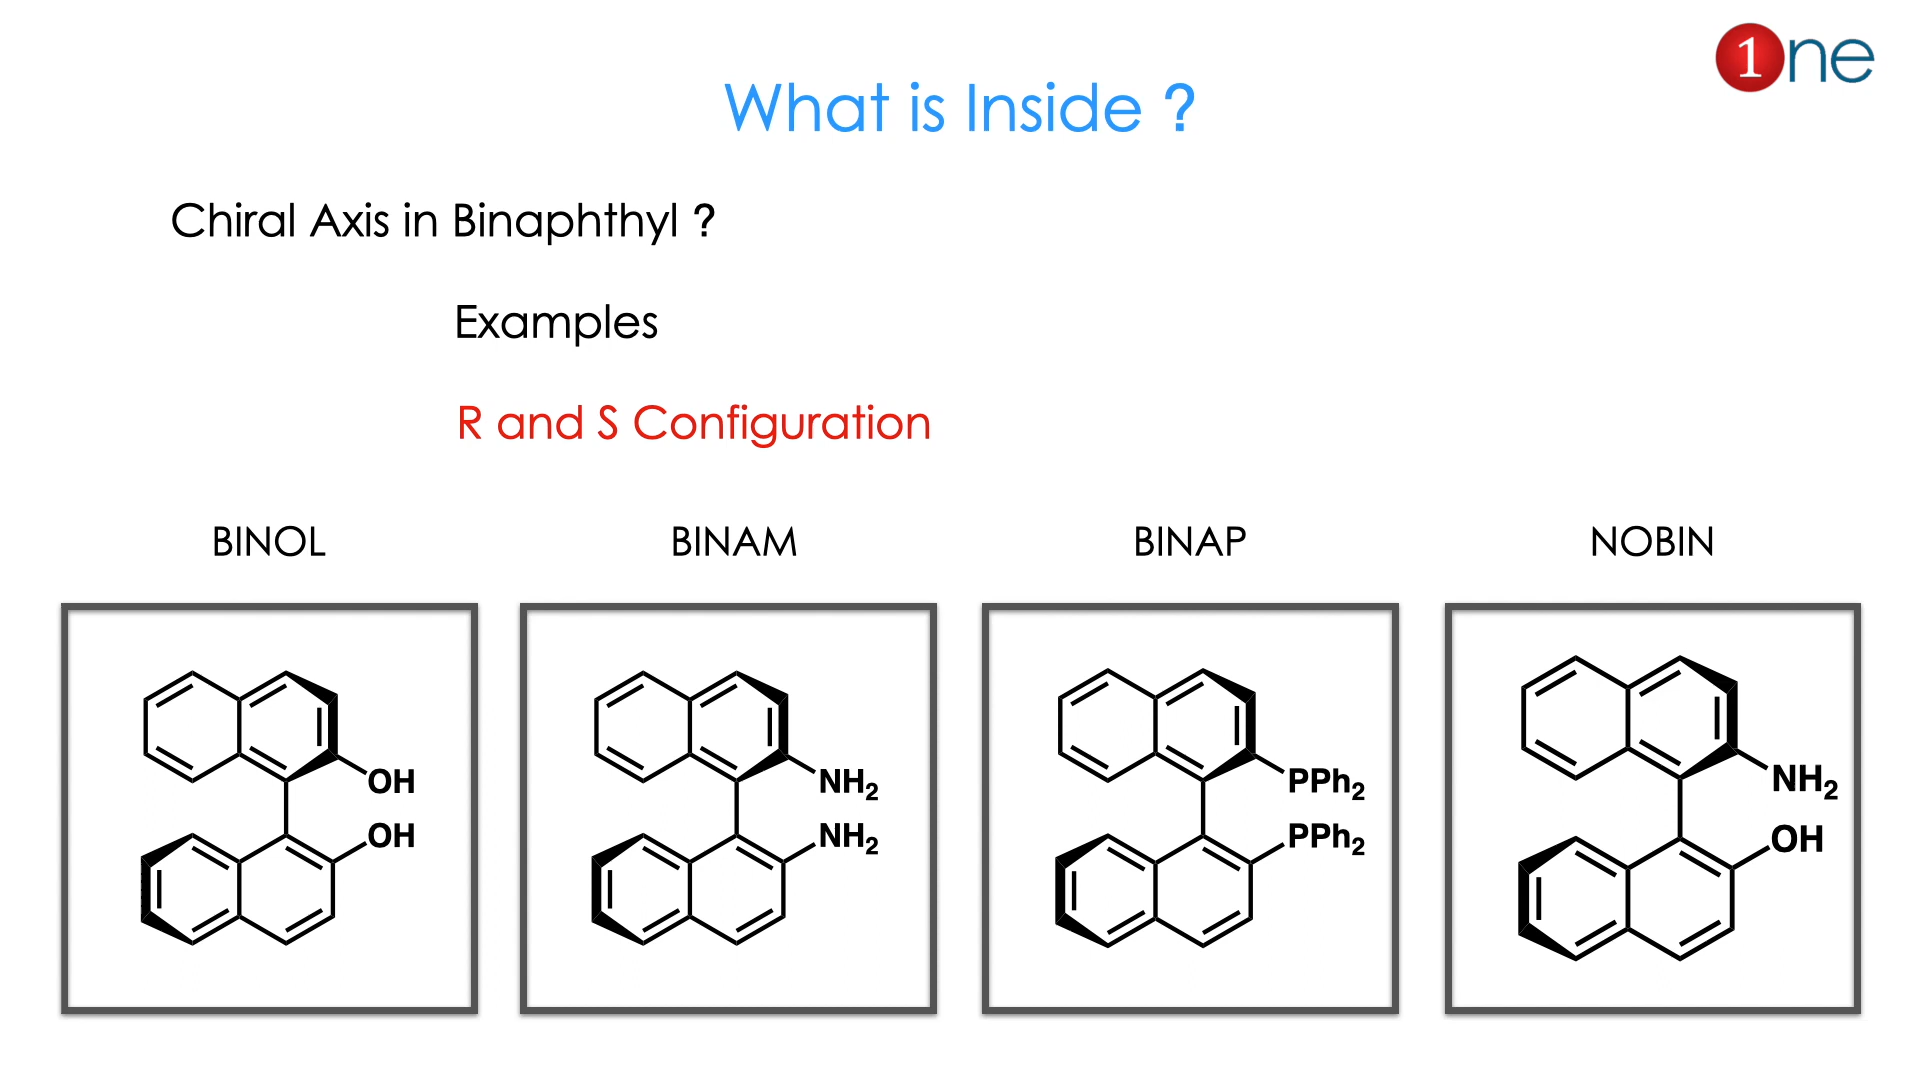 1ne
What is Inside ?
Chiral Axis in Binaphthyl ?
Examples
R and S Configuration
BINOL
BINAM
BINAP
NOBIN
OH
OH
NH2
NH2
PPh2
PPh2
NH2
OH